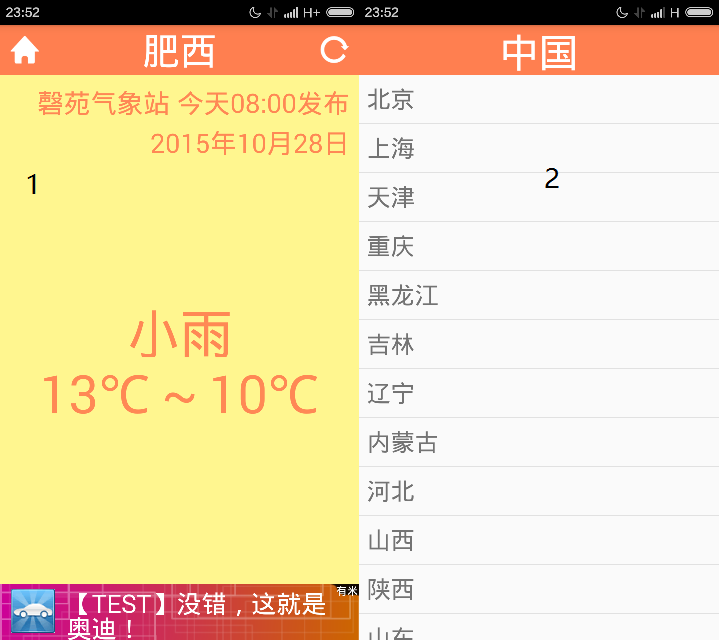 23:52
H+
肥西
磬苑气象站 今天08:00发布
2015年10月28日
1
小雨
13℃ ~ 10℃
【TEST】没错，这就是
奥迪！
有米
23:52
H
中国
北京
上海
2
天津
重庆
黑龙江
吉林
辽宁
内蒙古
河北
山西
陕西
山东